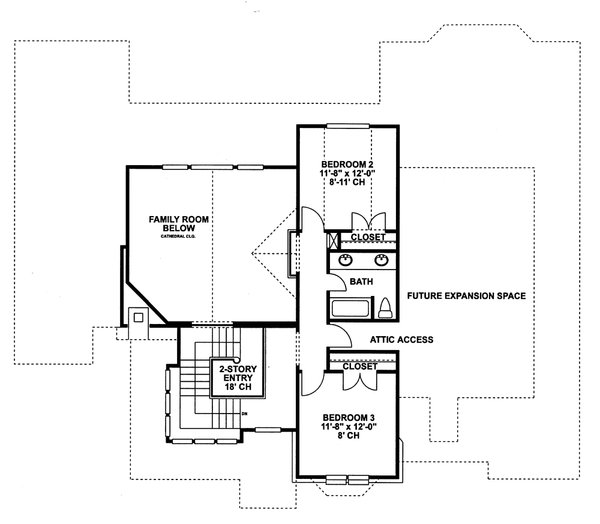 BEDROOM 2
11'-8" x 12'-0"
8'-11' CH
FAMILY ROOM
BELOW
CATHEDRAL CLG.
CLOSET
BATH
FUTURE EXPANSION SPACE
ATTIC ACCESS
CLOSET
2-STORY
ENTRY
18' CH
DN
BEDROOM 3
11'-8" x 12'-0"
8' CH